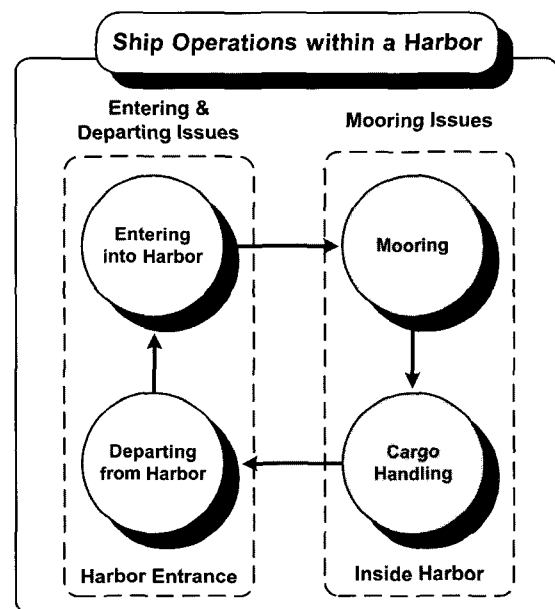 Ship Operations within a Harbor
Entering &
Departing Issues
Mooring Issues
Entering
into Harbor
Mooring
Departing
from Harbor
Cargo
Handling
Harbor Entrance
Inside Harbor